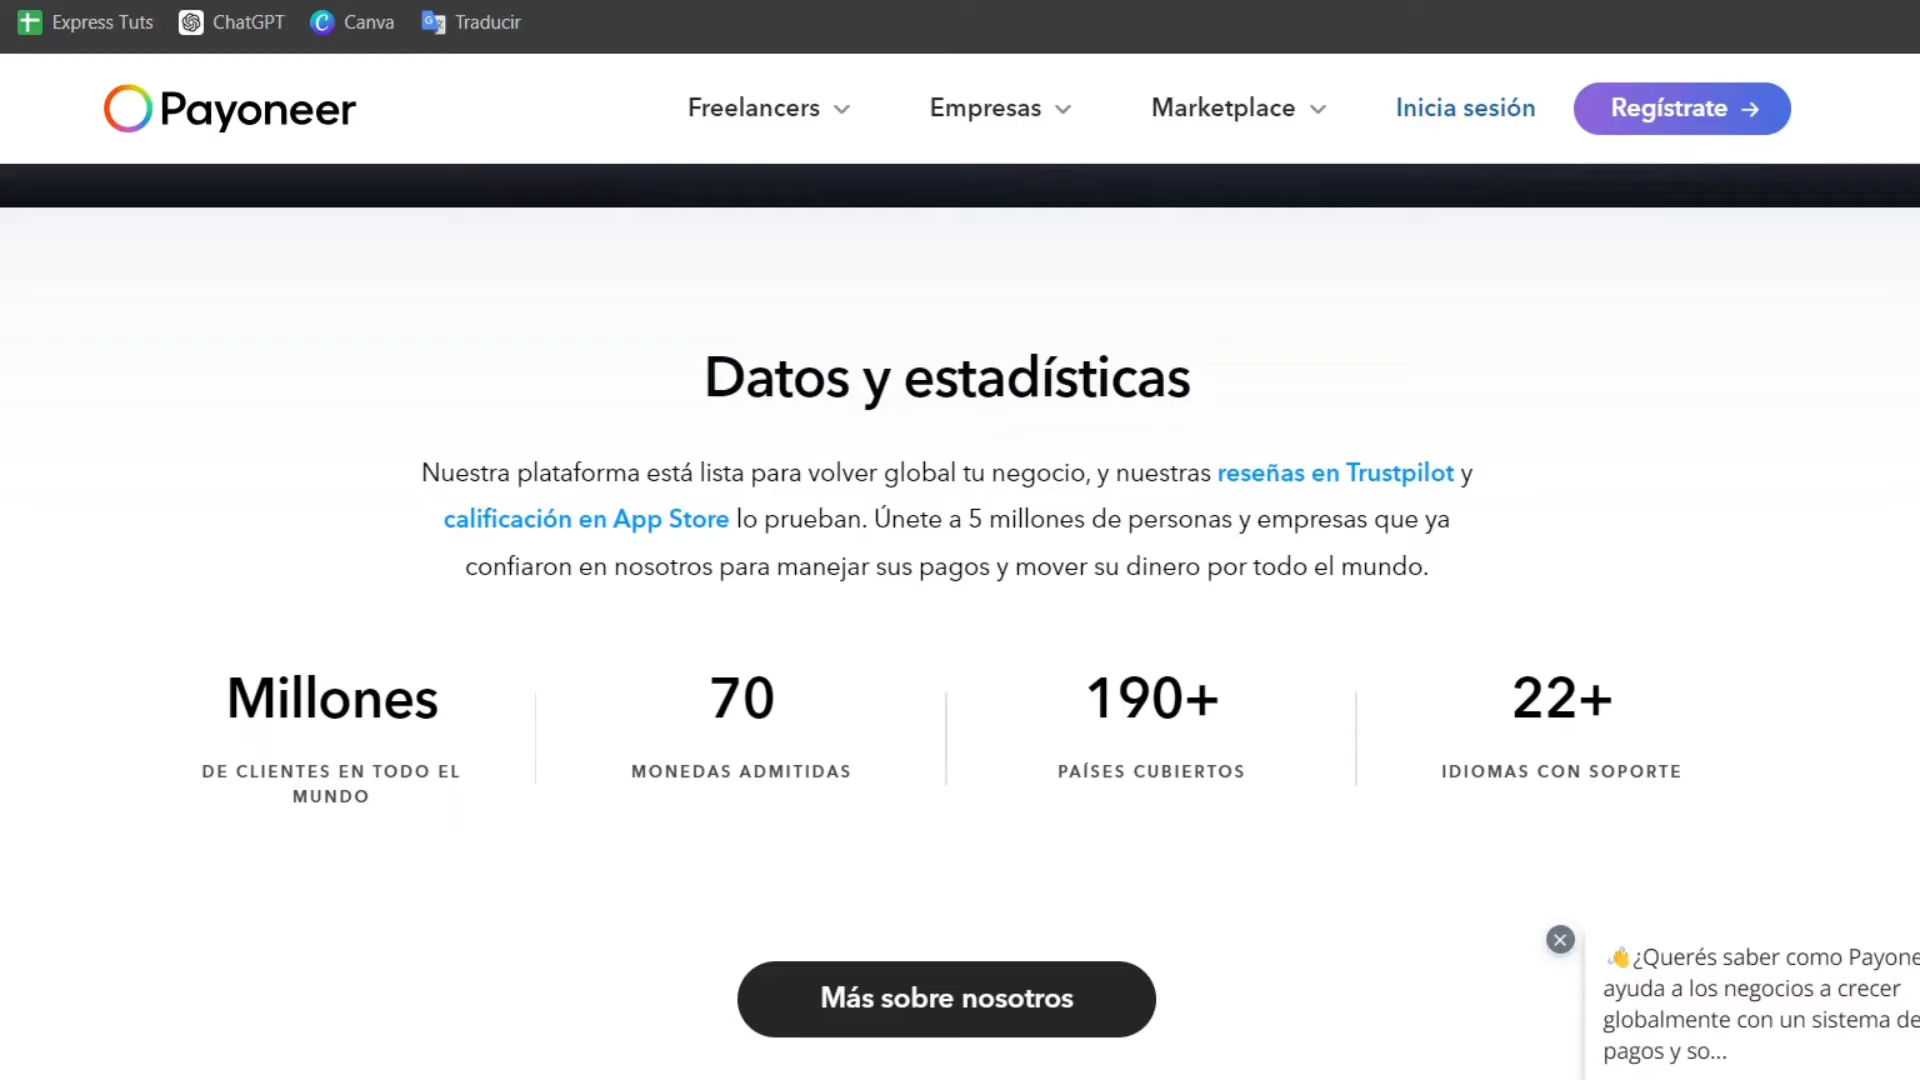 Express Tuts ChatGPT Canva Traducir
Payoneer Freelancers Empresas Marketplace Inicia sesión Regístrate →
Datos y estadísticas
Nuestra plataforma está lista para volver global tu negocio, y nuestras reseñas en Trustpilot y
calificación en App Store lo prueban. Únete a 5 millones de personas y empresas que ya
confiaron en nosotros para manejar sus pagos y mover su dinero por todo el mundo.
Millones 70 190+ 22+
DE CLIENTES EN TODO EL MONEDAS ADMITIDAS PAÍSES CUBIERTOS IDIOMAS CON SOPORTE
MUNDO
Más sobre nosotros
👋¿Querés saber como Payone
ayuda a los negocios a crecer
globalmente con un sistema de
pagos y so...